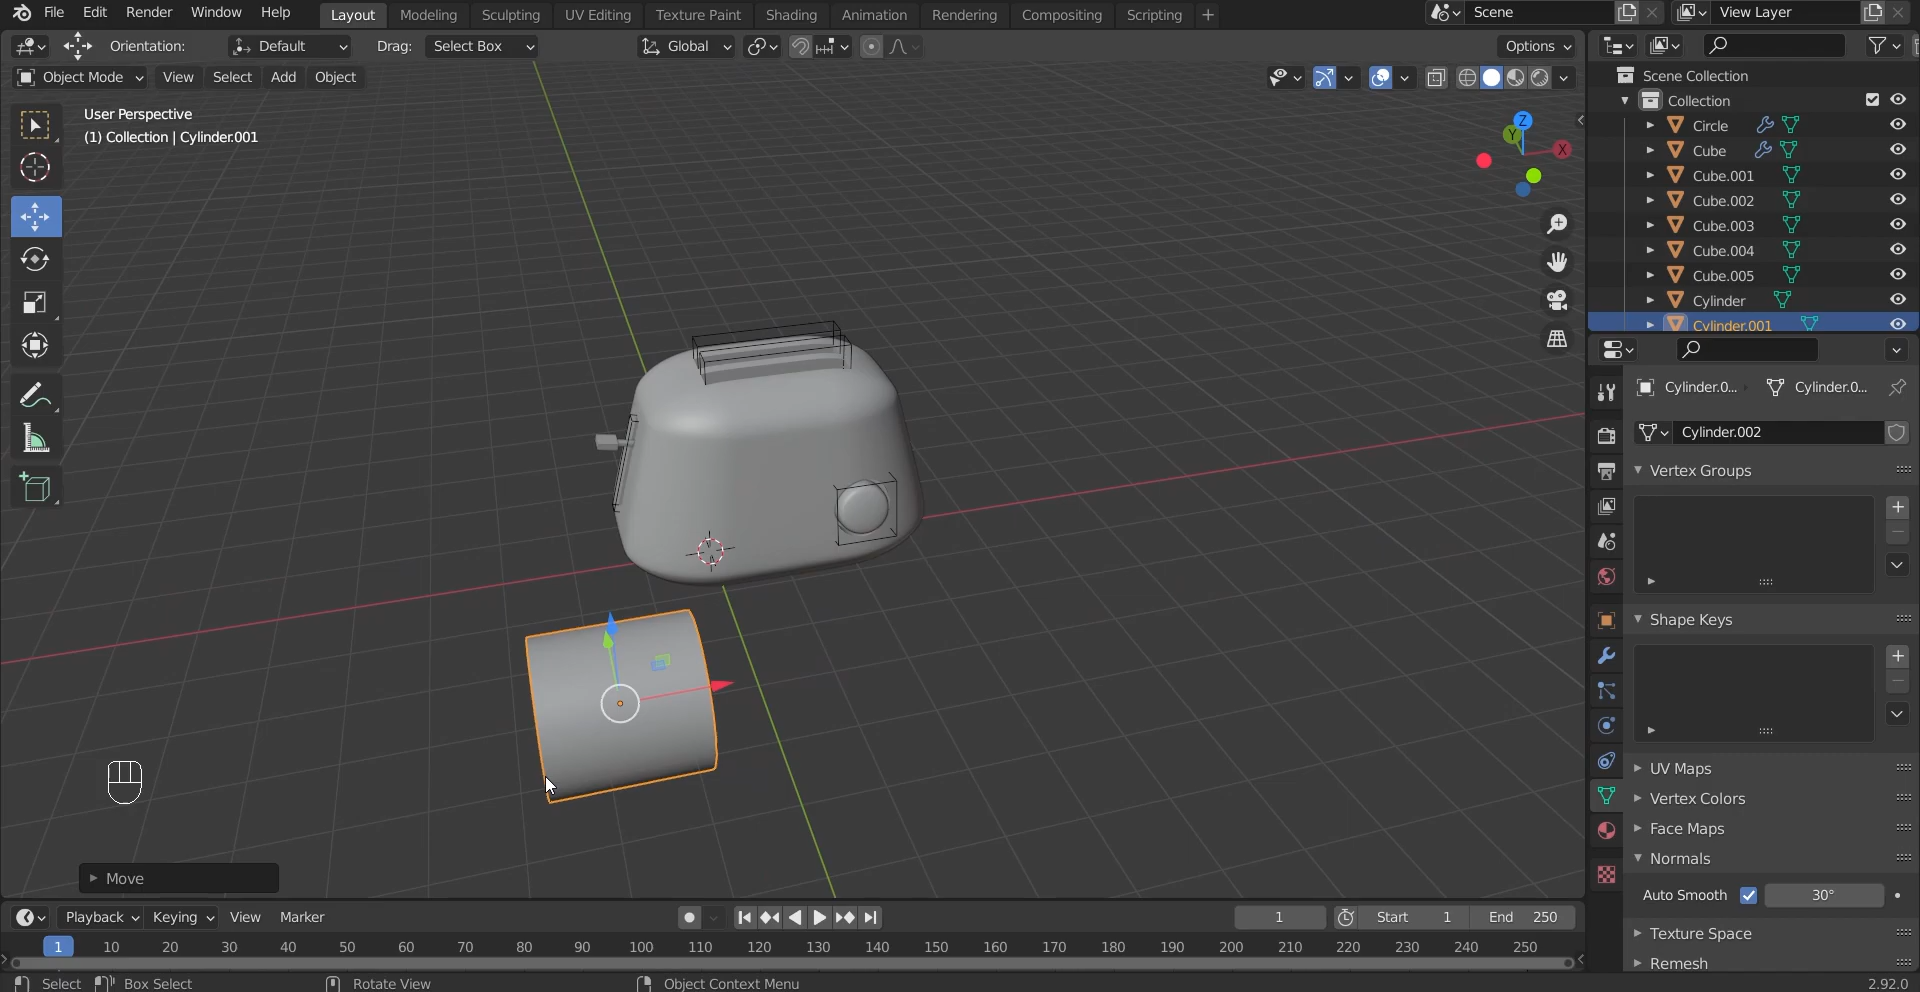 File Edit Render Window Help Layout Modeling Sculpting UV Editing Texture Paint Shading Animation Rendering Compositing Scripting + Scene View Layer
Orientation: Default Drag: Select Box Global Options
Object Mode View Select Add Object
User Perspective
(1) Collection | Cylinder.001
Z
Y
X
Scene Collection
Collection
Circle
Cube
Cube.001
Cube.002
Cube.003
Cube.004
Cube.005
Cylinder
Cylinder.001
Cylinder.0... Cylinder.0...
Cylinder.002
Vertex Groups
Shape Keys
UV Maps
Vertex Colors
Face Maps
Normals
Auto Smooth 30°
Texture Space
Remesh
Move
Playback Keying View Marker 1 Start 1 End 250
1 10 20 30 40 50 60 70 80 90 100 110 120 130 140 150 160 170 180 190 200 210 220 230 240 250
Select Box Select Rotate View Object Context Menu 2.92.0